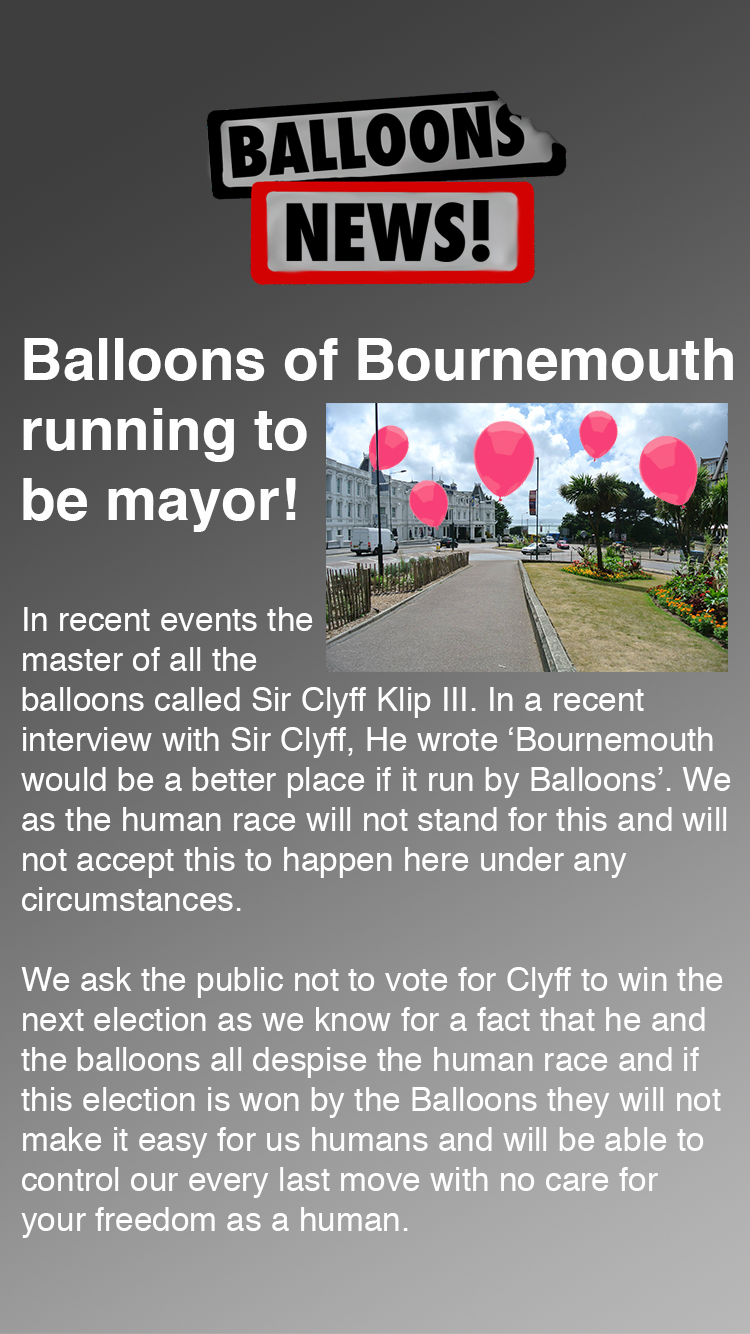 BALLOONS
NEWS!
Balloons of Bournemouth
running to
be mayor!
In recent events the
master of all the
balloons called Sir Clyff Klip III. In a recent
interview with Sir Clyff, He wrote ‘Bournemouth
would be a better place if it run by Balloons’. We
as the human race will not stand for this and will
not accept this to happen here under any
circumstances.
We ask the public not to vote for Clyff to win the
next election as we know for a fact that he and
the balloons all despise the human race and if
this election is won by the Balloons they will not
make it easy for us humans and will be able to
control our every last move with no care for
your freedom as a human.